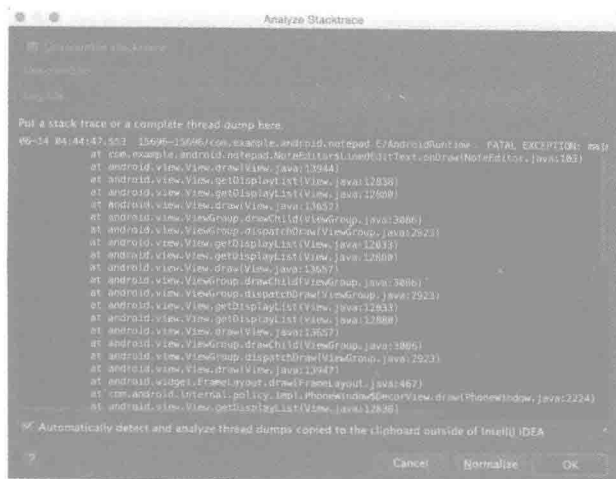 Analyze Stacktrace
Unscramble stacktrace
Put a stack trace or a complete thread dump here:
06-14 04:44:47.553 15696-15696/com.example.android.notepad E/AndroidRuntime﹕ FATAL EXCEPTION: main
at com.example.android.notepad.NoteEditor$LinedEditText.onDraw(NoteEditor.java:103)
at android.view.View.draw(View.java:13944)
at android.view.View.getDisplayList(View.java:12838)
at android.view.View.getDisplayList(View.java:12880)
at android.view.View.draw(View.java:13657)
at android.view.ViewGroup.drawChild(ViewGroup.java:3086)
at android.view.ViewGroup.dispatchDraw(ViewGroup.java:2923)
at android.view.View.getDisplayList(View.java:12833)
at android.view.View.getDisplayList(View.java:12880)
at android.view.View.draw(View.java:13657)
at android.view.ViewGroup.drawChild(ViewGroup.java:3086)
at android.view.ViewGroup.dispatchDraw(ViewGroup.java:2923)
at android.view.View.getDisplayList(View.java:12833)
at android.view.View.getDisplayList(View.java:12880)
at android.view.View.draw(View.java:13657)
at android.view.ViewGroup.drawChild(ViewGroup.java:3086)
at android.view.ViewGroup.dispatchDraw(ViewGroup.java:2923)
at android.view.View.draw(View.java:13947)
at android.widget.FrameLayout.draw(FrameLayout.java:467)
at com.android.internal.policy.impl.PhoneWindow$DecorView.draw(PhoneWindow.java:2224)
at android.view.View.getDisplayList(View.java:12838)
Automatically detect and analyze thread dumps copied to the clipboard outside of IntelliJ IDEA
?
Cancel Normalize OK